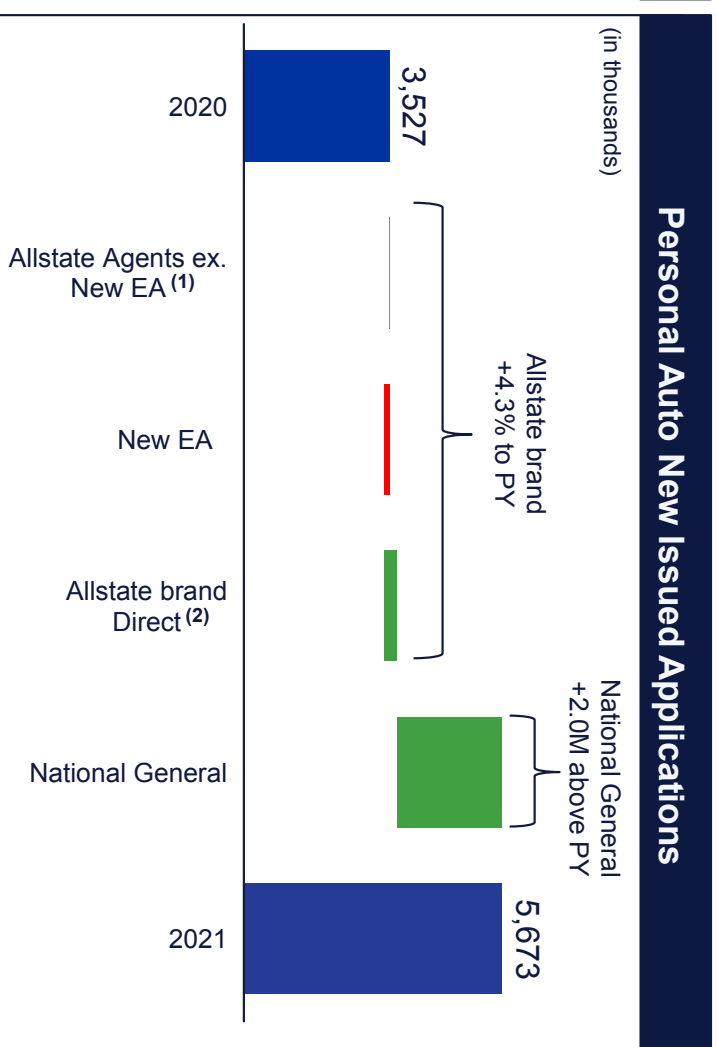 Personal Auto New Issued Applications
(in thousands)
3,527
Allstate brand
+4.3% to PY
National General
+2.0M above PY
5,673
2020
Allstate Agents ex.
New EA (1)
New EA
Allstate brand
Direct (2)
National General
2021